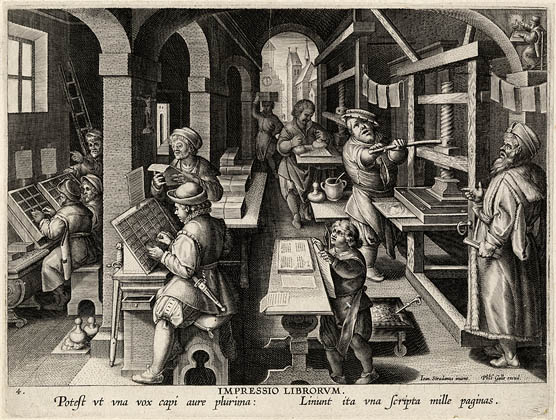 Ioan. Stradanus invent. Phls Galle excud.
4. IMPRESSIO LIBRORVM.
Potest vt vna vox capi aure plurima: Linunt ita vna scripta mille paginas.